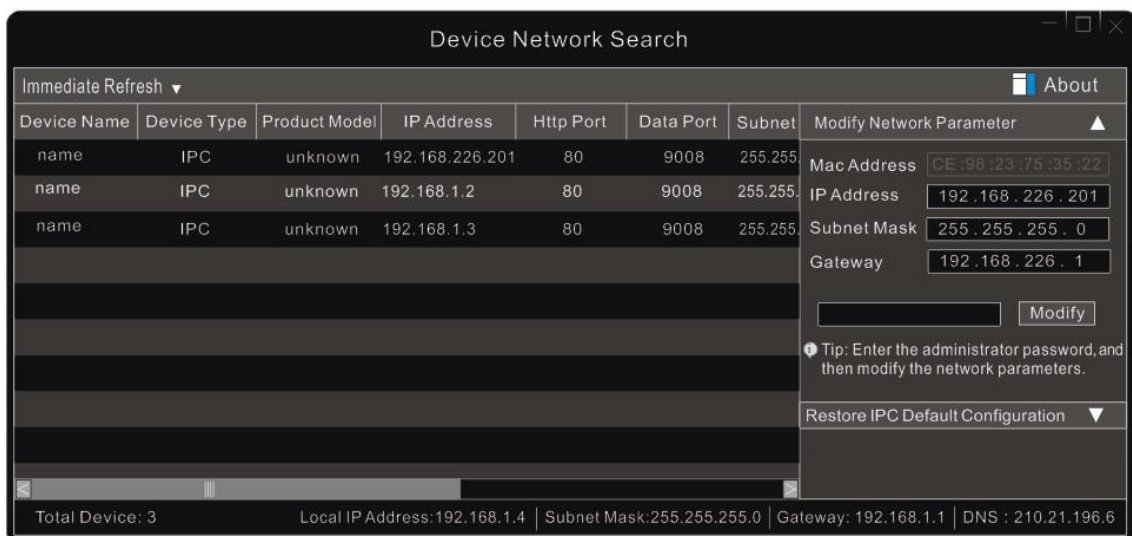 Device Network Search
Immediate Refresh ▼ About
Device Name Device Type Product Model IP Address Http Port Data Port Subnet
name IPC unknown 192.168.226.201 80 9008 255.255.
name IPC unknown 192.168.1.2 80 9008 255.255.
name IPC unknown 192.168.1.3 80 9008 255.255.
Modify Network Parameter
Mac Address CE:98:23:75:35:22
IP Address 192.168.226.201
Subnet Mask 255.255.255.0
Gateway 192.168.226.1
Modify
Tip: Enter the administrator password,and
then modify the network parameters.
Restore IPC Default Configuration
Total Device: 3 Local IP Address:192.168.1.4 Subnet Mask:255.255.255.0 Gateway: 192.168.1.1 DNS : 210.21.196.6